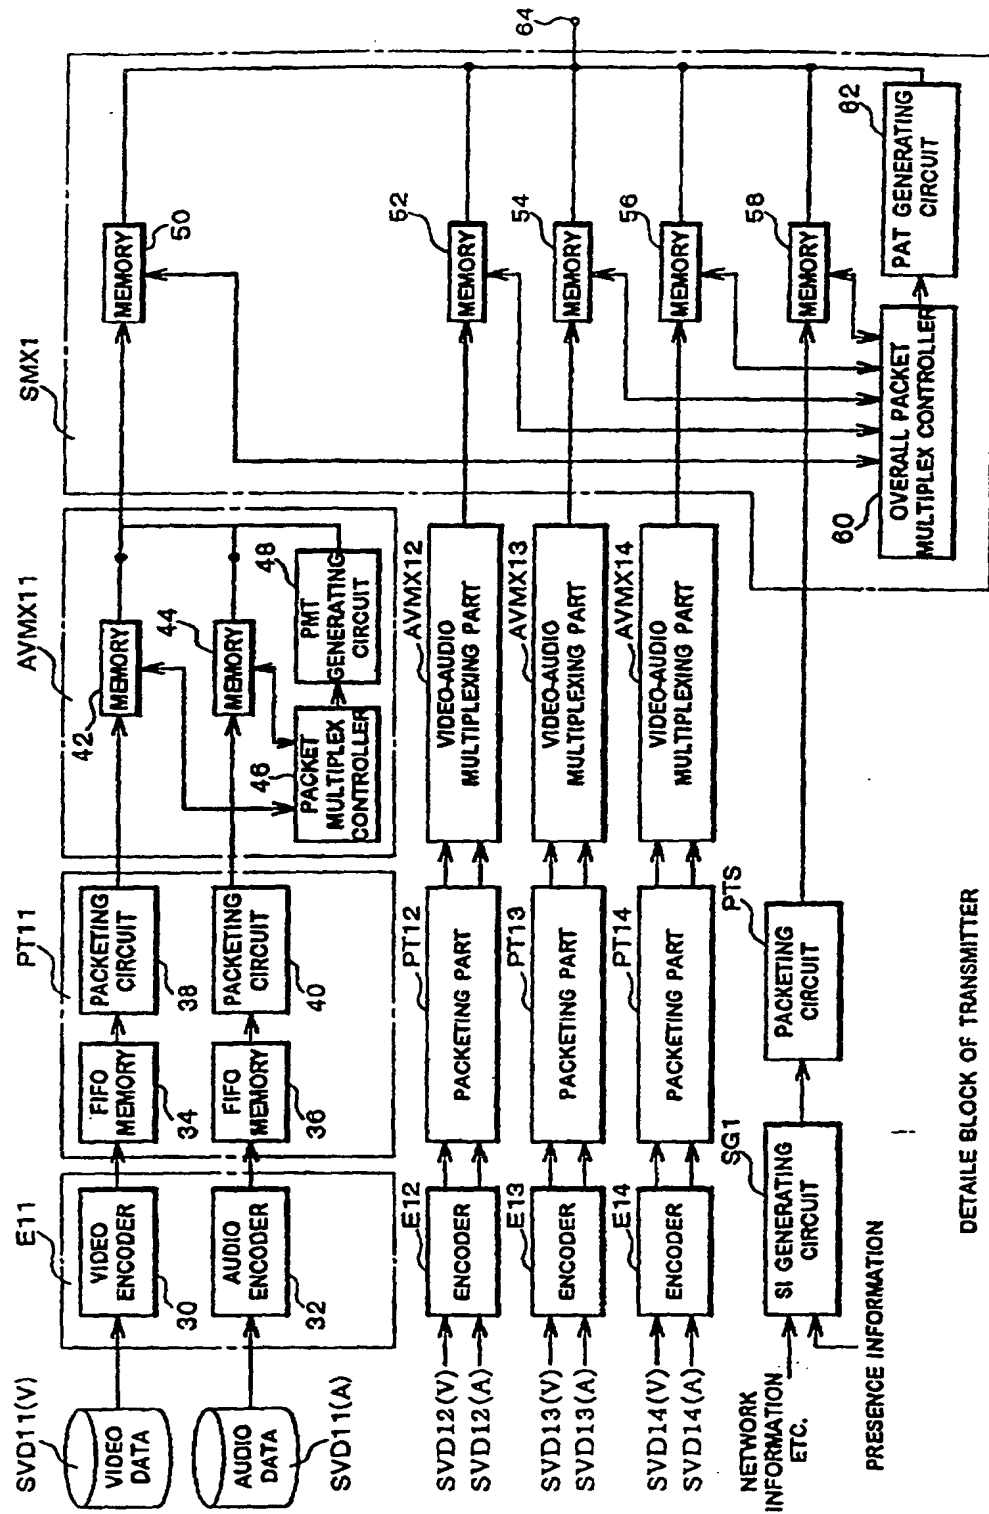 SVD11(V)
VIDEO
DATA
AUDIO
DATA
SVD11(A)
E11
VIDEO
ENCODER
30
AUDIO
ENCODER
32
PT11
FIFO
MEMORY
34
PACKETING
CIRCUIT
38
FIFO
MEMORY
36
PACKETING
CIRCUIT
40
AVMX11
42
MEMORY
44
MEMORY
46
PACKET
MULTIPLEX
CONTROLLER
48
PMT
GENERATING
CIRCUIT
SMX1
MEMORY
50
SVD12(V)
SVD12(A)
E12
ENCODER
PT12
PACKETING PART
AVMX12
VIDEO-AUDIO
MULTIPLEXING PART
52
MEMORY
SVD13(V)
SVD13(A)
E13
ENCODER
PT13
PACKETING PART
AVMX13
VIDEO-AUDIO
MULTIPLEXING PART
54
MEMORY
64
SVD14(V)
SVD14(A)
E14
ENCODER
PT14
PACKETING PART
AVMX14
VIDEO-AUDIO
MULTIPLEXING PART
56
MEMORY
NETWORK
INFORMATION
ETC.
PRESENCE INFORMATION
SG1
SI GENERATING
CIRCUIT
PTS
PACKETING
CIRCUIT
58
MEMORY
60
OVERALL PACKET
MULTIPLEX CONTROLLER
62
PAT GENERATING
CIRCUIT
DETAILE BLOCK OF TRANSMITTER